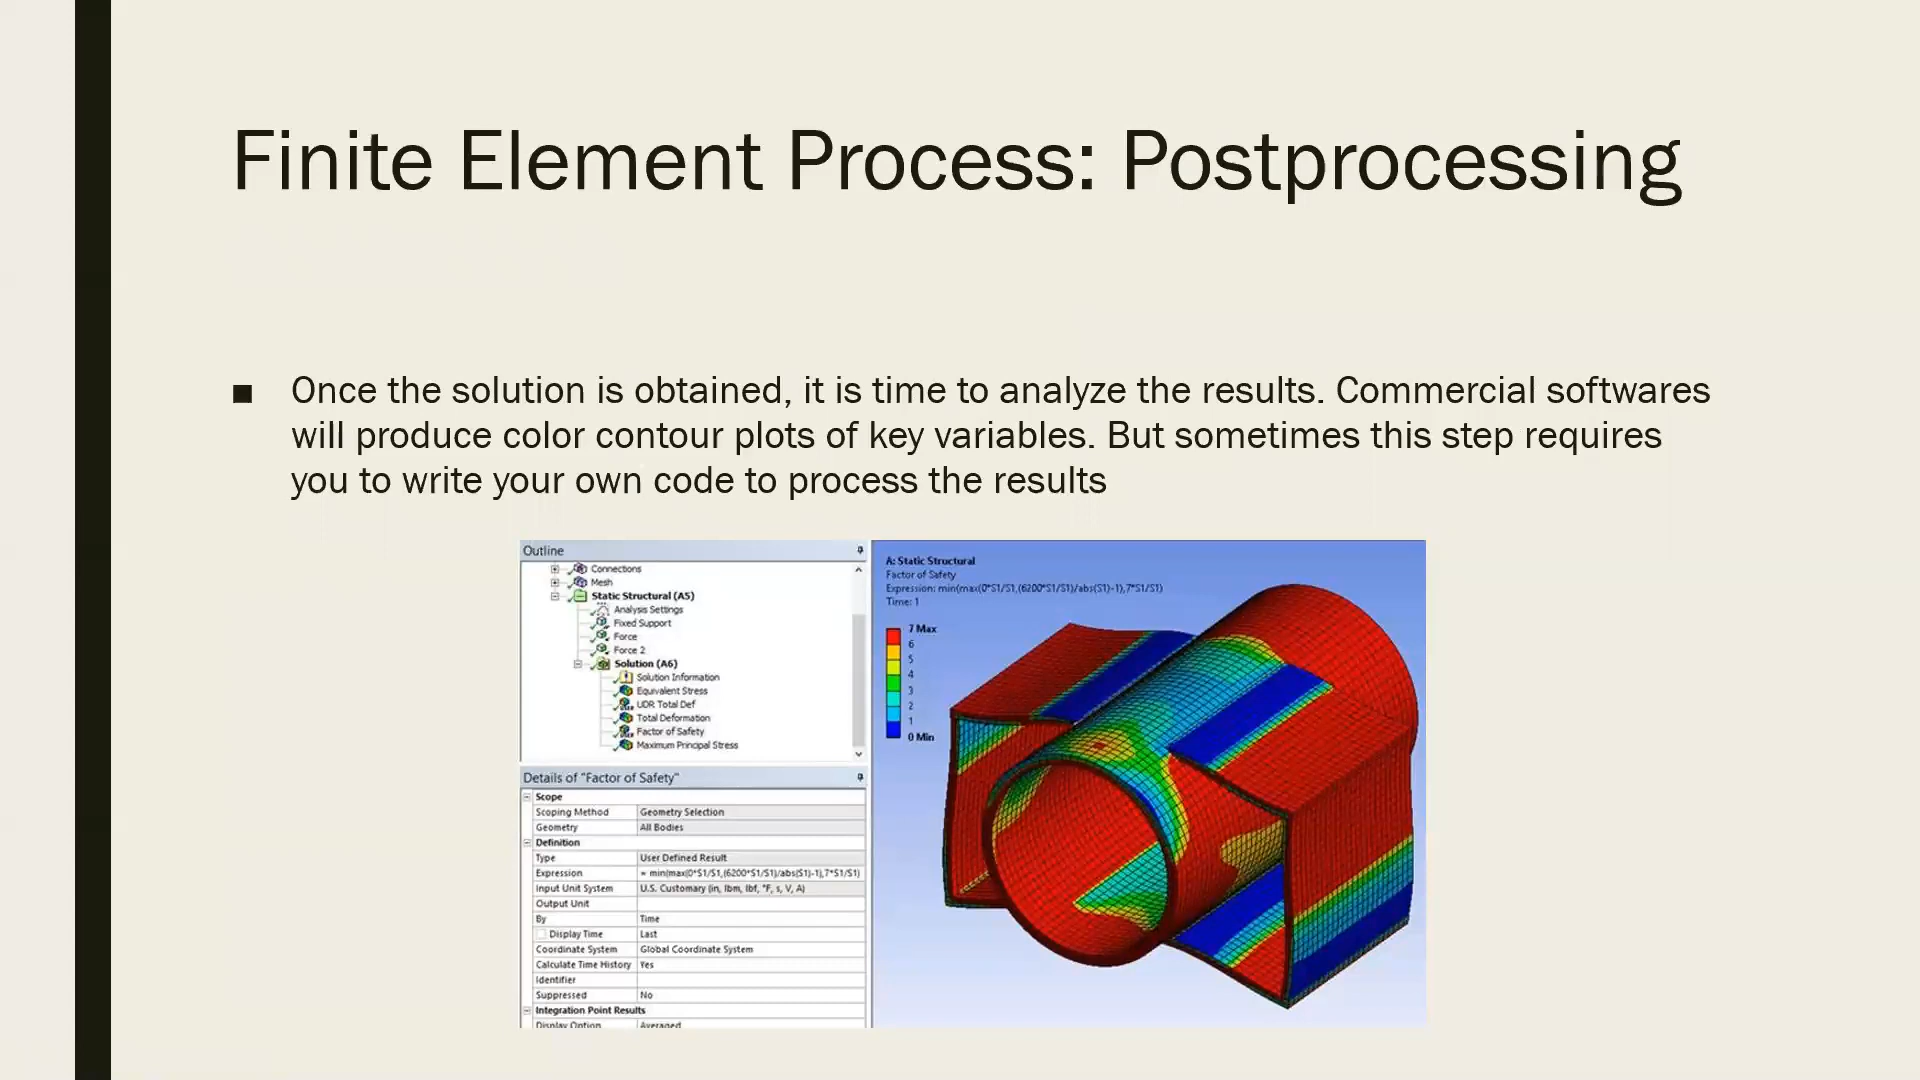 Finite Element Process: Postprocessing
Once the solution is obtained, it is time to analyze the results. Commercial softwares
will produce color contour plots of key variables. But sometimes this step requires
you to write your own code to process the results
Outline
Connections
Mesh
Static Structural (A5)
Analysis Settings
Fixed Support
Force
Force 2
Solution (A6)
Solution Information
Equivalent Stress
UDR Total Def
Total Deformation
Factor of Safety
Maximum Principal Stress
Details of "Factor of Safety"
Scope
Scoping Method Geometry Selection
Geometry All Bodies
Definition
Type User Defined Result
Expression = min(max(0*S1/S1,(6200*S1/S1)/abs(S1)-1),7*S1/S1)
Input Unit System U.S. Customary (in, lbm, lbf, °F, s, V, A)
Output Unit
By Time
Display Time Last
Coordinate System Global Coordinate System
Calculate Time History Yes
Identifier
Suppressed No
Integration Point Results
Display Option Averaged
A: Static Structural
Factor of Safety
Expression: min(max(0*S1/S1,(6200*S1/S1)/abs(S1)-1),7*S1/S1)
Time: 1
7 Max
6
5
4
3
2
1
0 Min